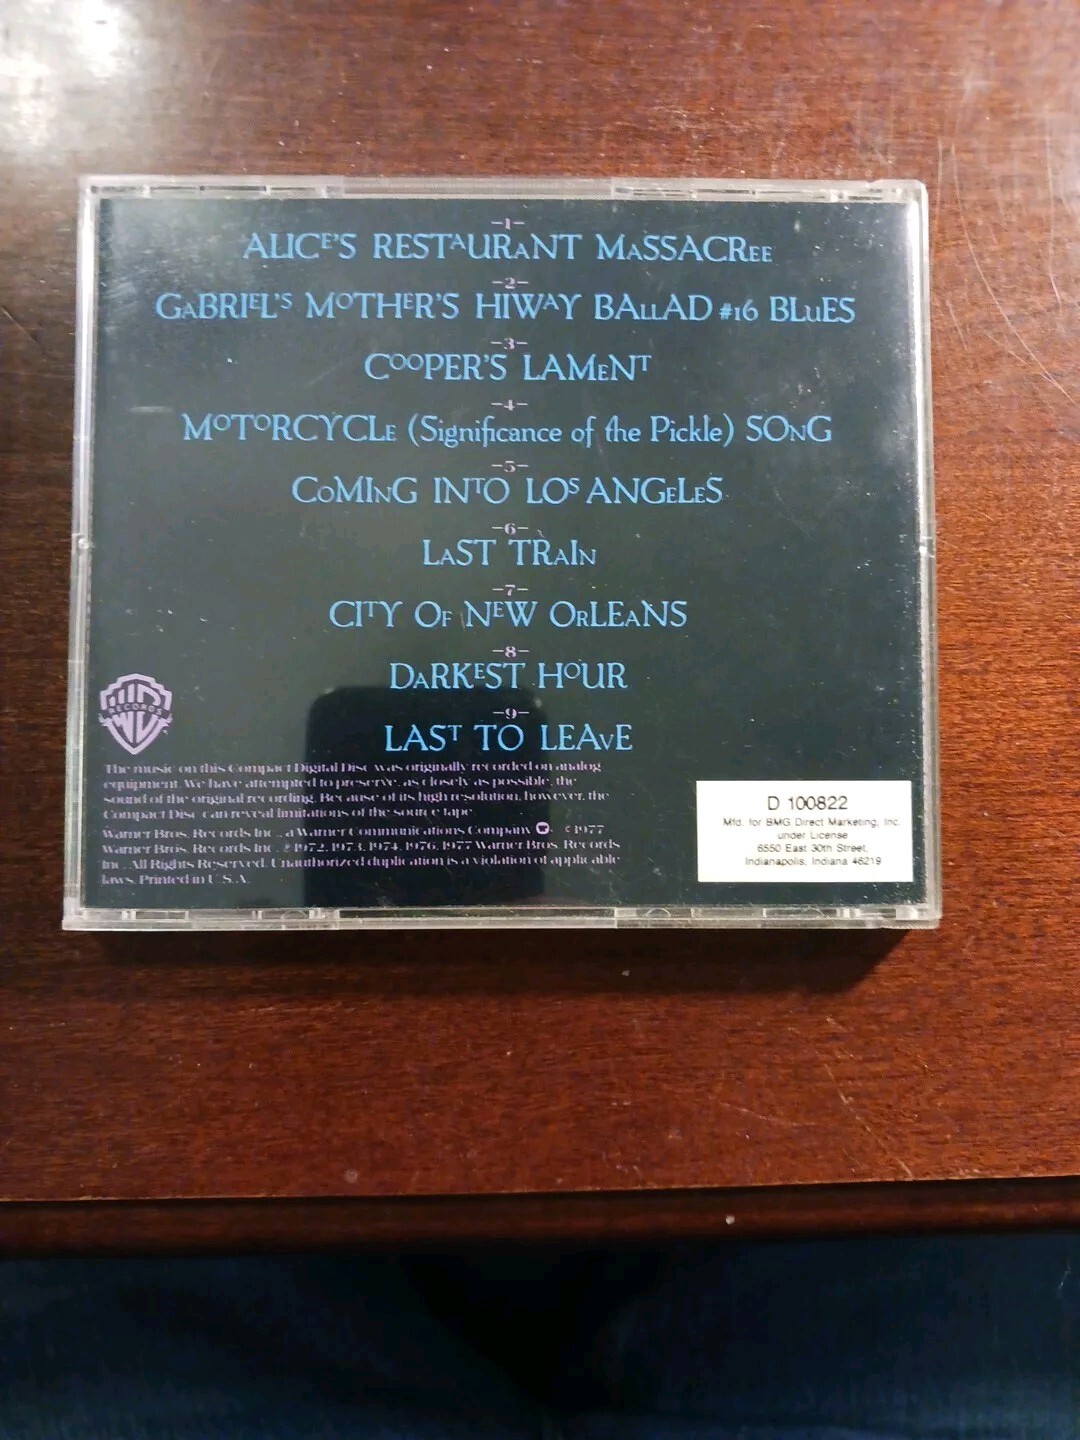 -1-
ALICE'S RESTAURANT MASSACREE
-2-
GABRIEL'S MOTHER'S HIWAY BALLAD #16 BLUES
-3-
COOPER'S LAMENT
-4-
MOTORCYCLE (Significance of the Pickle) SONG
-5-
COMING INTO LOS ANGELES
-6-
LAST TRAIN
-7-
CITY OF NEW ORLEANS
-8-
DARKEST HOUR
-9-
LAST TO LEAVE
RECORDS
The music on this Compact Digital Disc was originally recorded on analog
equipment. We have attempted to preserve, as closely as possible, the
sound of the original recording. Because of its high resolution, however, the
Compact Disc can reveal limitations of the source tape.
Warner Bros. Records Inc., a Warner Communications Company © 1977
Warner Bros. Records Inc. ℗ 1972, 1973, 1974, 1976, 1977 Warner Bros. Records
Inc. All Rights Reserved. Unauthorized duplication is a violation of applicable
laws. Printed in U.S.A.
D 100822
Mfd. for BMG Direct Marketing, Inc.
under License
6550 East 30th Street,
Indianapolis, Indiana 46219